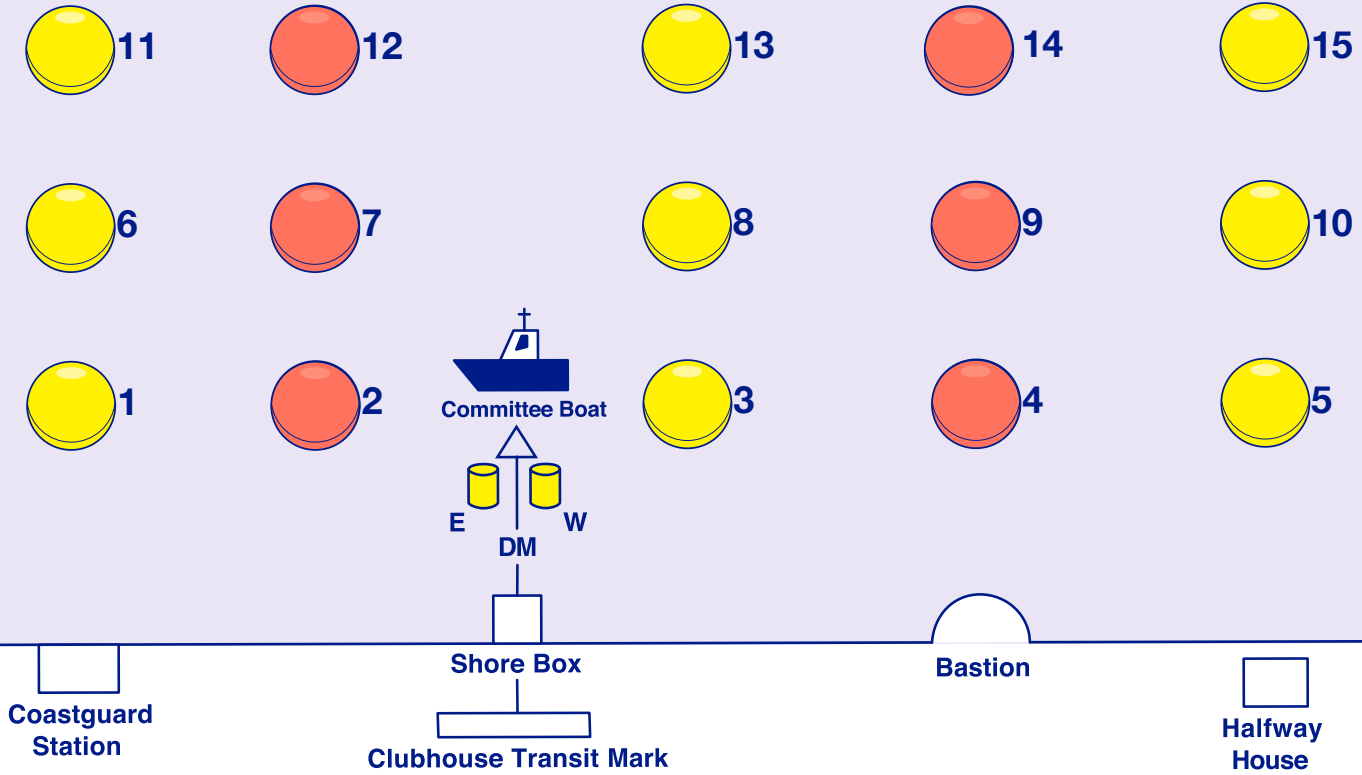 11
12
13
14
15
6
7
8
9
10
1
2
3
4
5
Committee Boat
E
W
DM
Shore Box
Bastion
Coastguard
Station
Halfway
House
Clubhouse Transit Mark